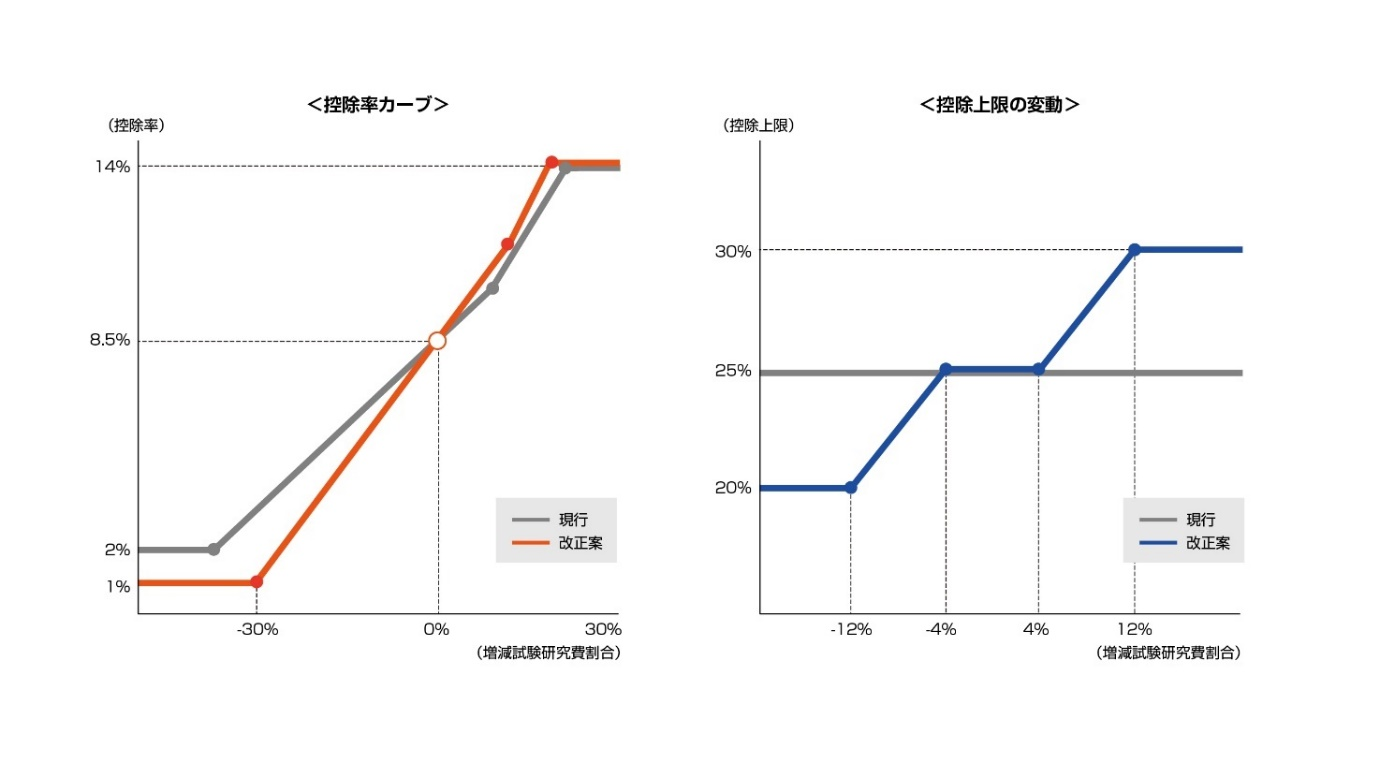 ＜控除率カーブ＞
（控除率）
14%
8.5%
2%
1%
-30%
0%
30%
（増減試験研究費割合）
現行
改正案
＜控除上限の変動＞
（控除上限）
30%
25%
20%
-12%
-4%
4%
12%
（増減試験研究費割合）
現行
改正案